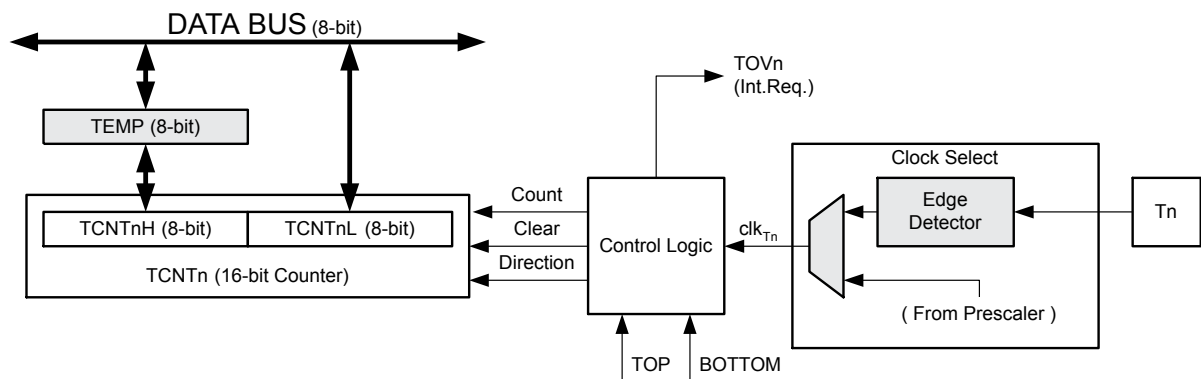 DATA BUS (8-bit)
TOVn
(Int.Req.)
TEMP (8-bit)
Clock Select
Edge
Detector
Tn
Count
TCNTnH (8-bit) TCNTnL (8-bit)
Clear
Control Logic
clkTn
TCNTn (16-bit Counter)
Direction
( From Prescaler )
TOP BOTTOM